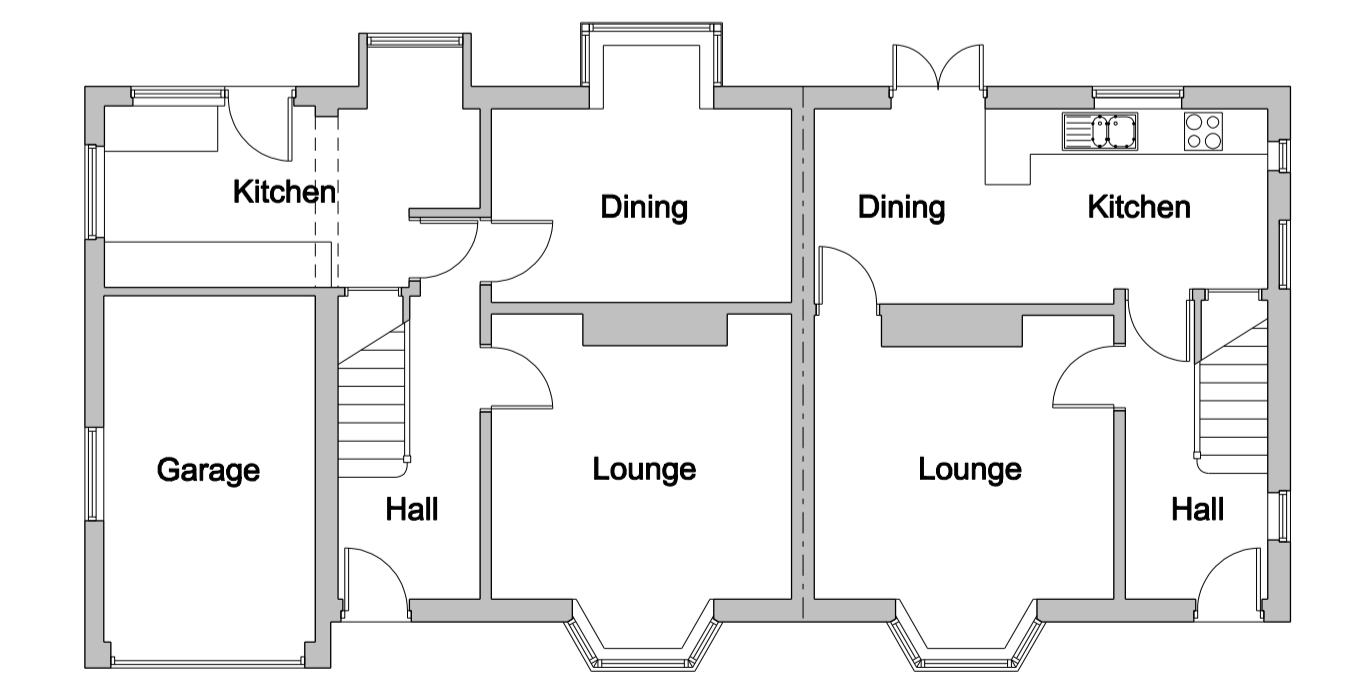 Kitchen
Dining
Dining
Kitchen
Garage
Lounge
Lounge
Hall
Hall